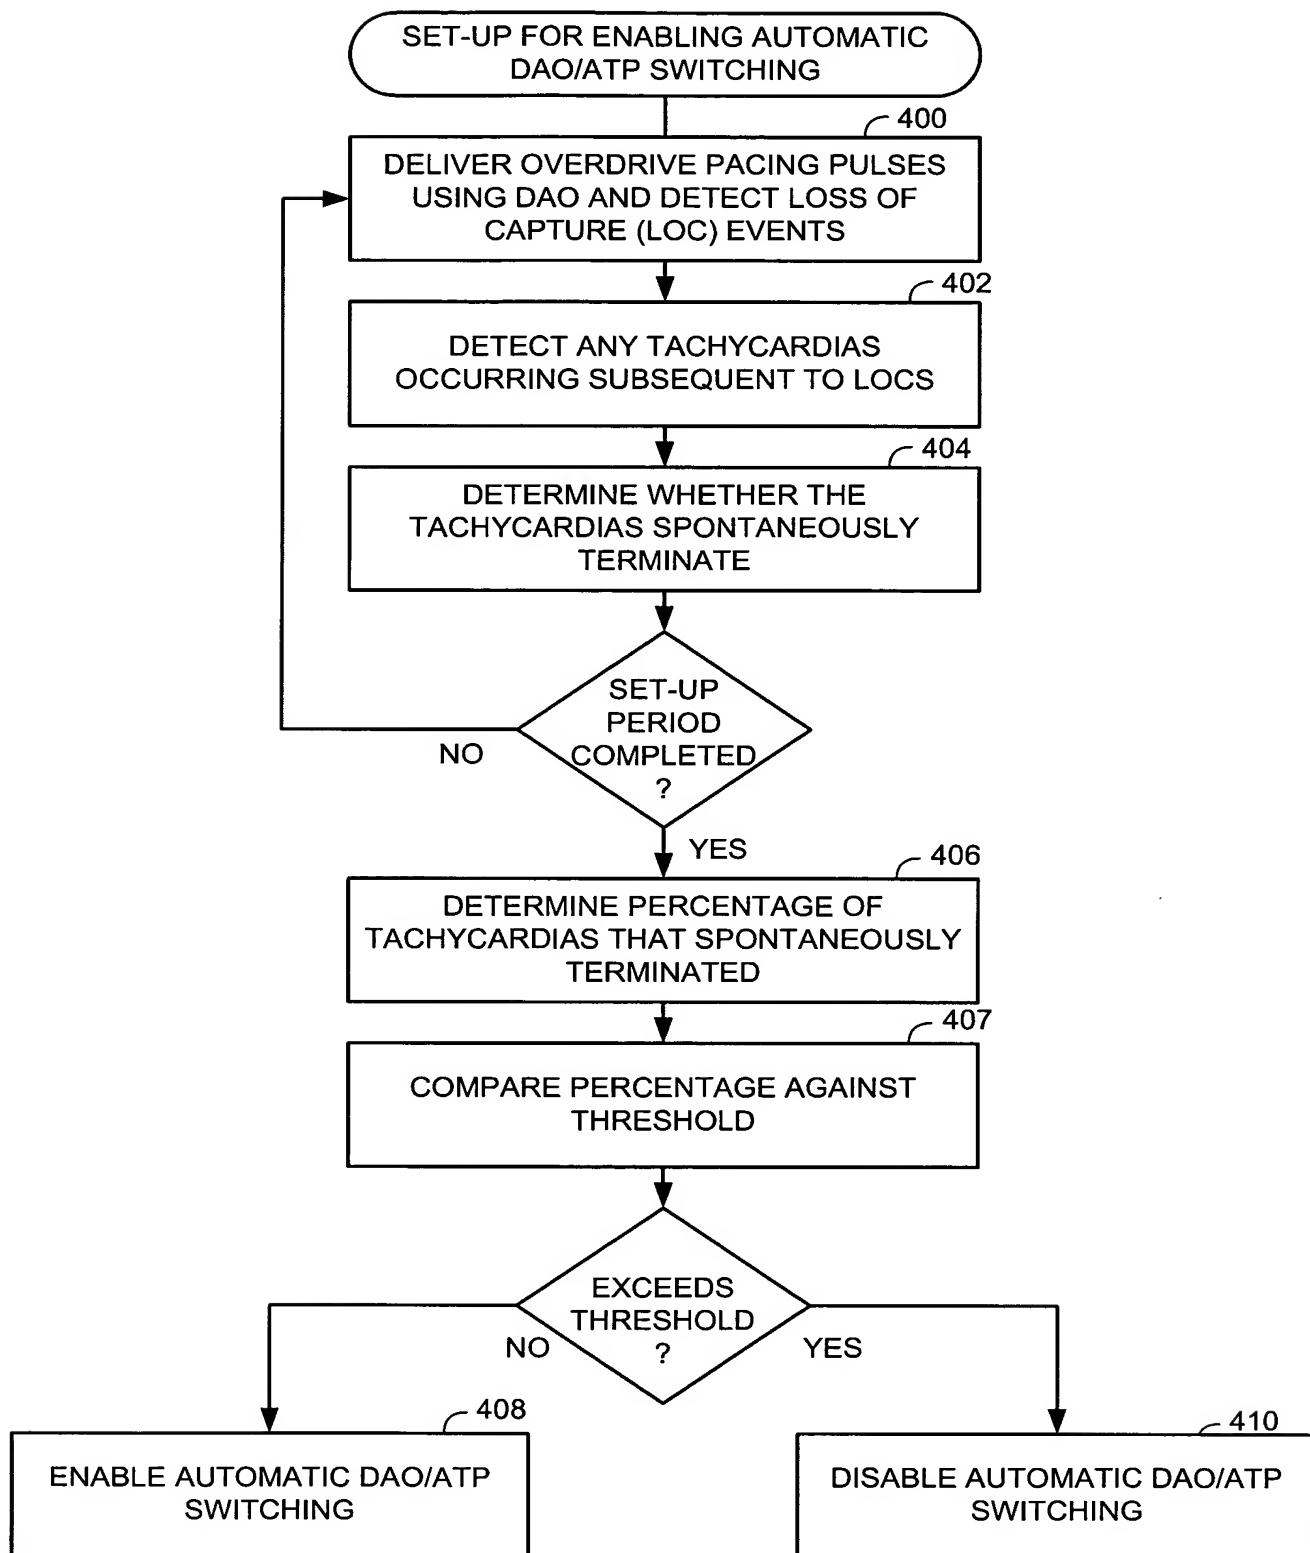 SET-UP FOR ENABLING AUTOMATIC
DAO/ATP SWITCHING
400
DELIVER OVERDRIVE PACING PULSES
USING DAO AND DETECT LOSS OF
CAPTURE (LOC) EVENTS
402
DETECT ANY TACHYCARDIAS
OCCURRING SUBSEQUENT TO LOCS
404
DETERMINE WHETHER THE
TACHYCARDIAS SPONTANEOUSLY
TERMINATE
SET-UP
PERIOD
COMPLETED
?
NO
YES
406
DETERMINE PERCENTAGE OF
TACHYCARDIAS THAT SPONTANEOUSLY
TERMINATED
407
COMPARE PERCENTAGE AGAINST
THRESHOLD
EXCEEDS
THRESHOLD
?
NO
YES
408
ENABLE AUTOMATIC DAO/ATP
SWITCHING
410
DISABLE AUTOMATIC DAO/ATP
SWITCHING